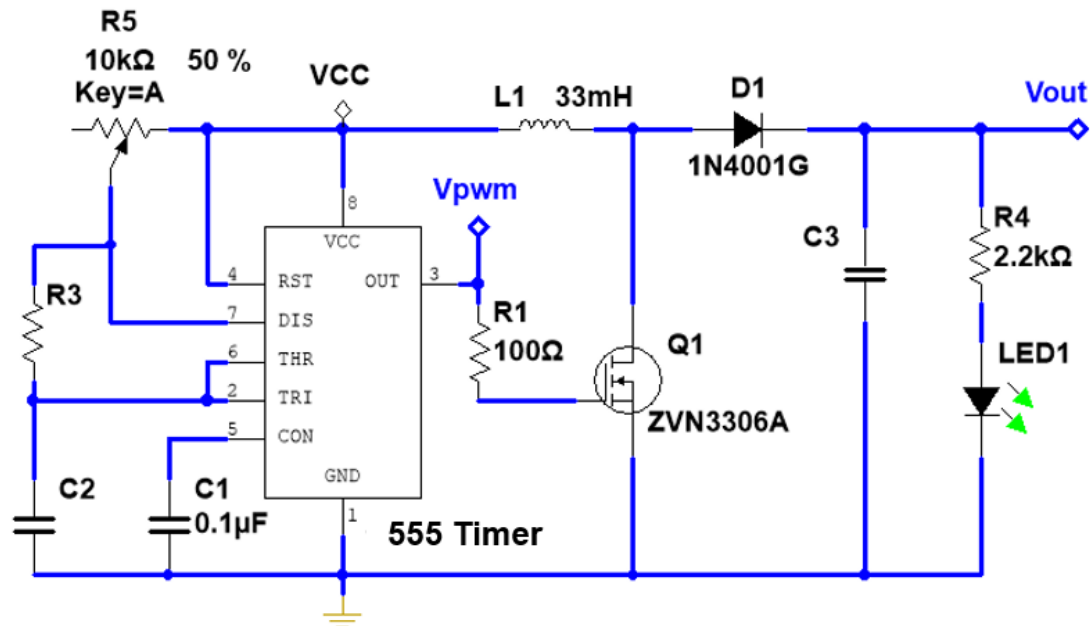 R5
10kΩ 50 %
Key=A
VCC
L1 33mH
D1
1N4001G
Vout
Vpwm
8
VCC
4 RST OUT 3
7 DIS
6 THR
2 TRI
5 CON
GND
1
R3
R1
100Ω
Q1
ZVN3306A
C3
R4
2.2kΩ
LED1
C2
C1
0.1µF
555 Timer